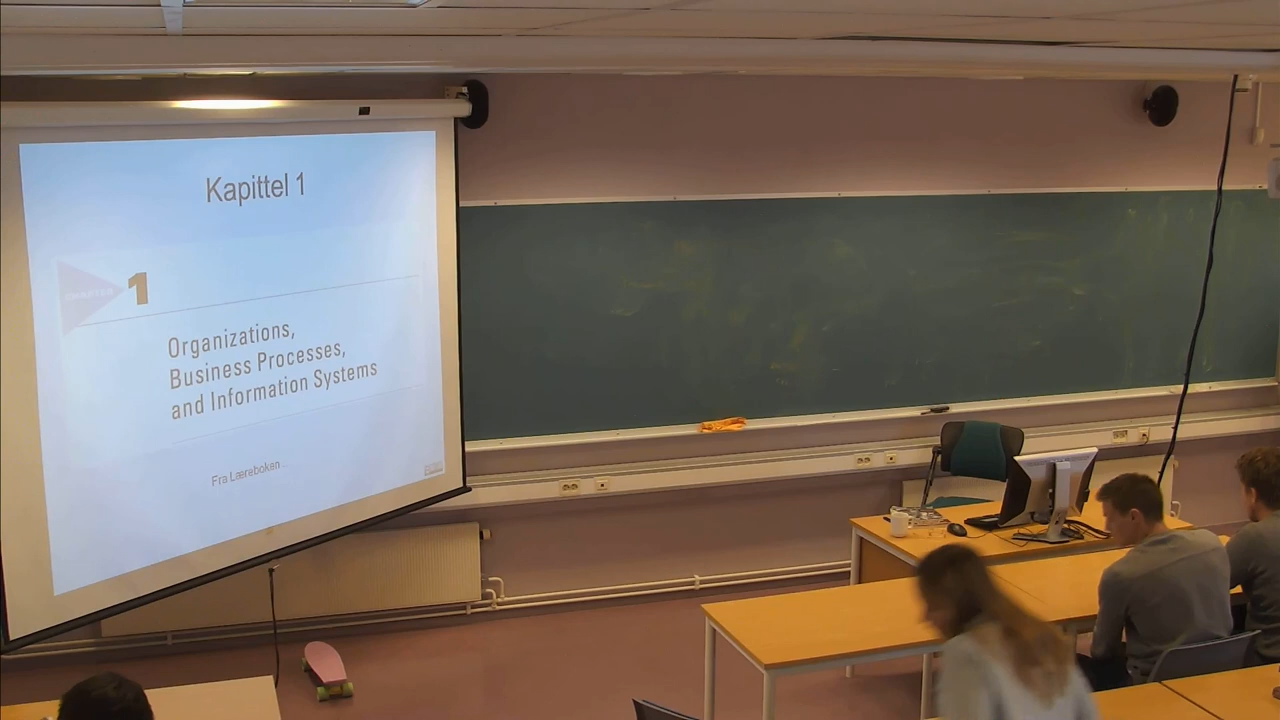 Kapittel 1
1
Organizations,
Business Processes,
and Information Systems
Fra Læreboken